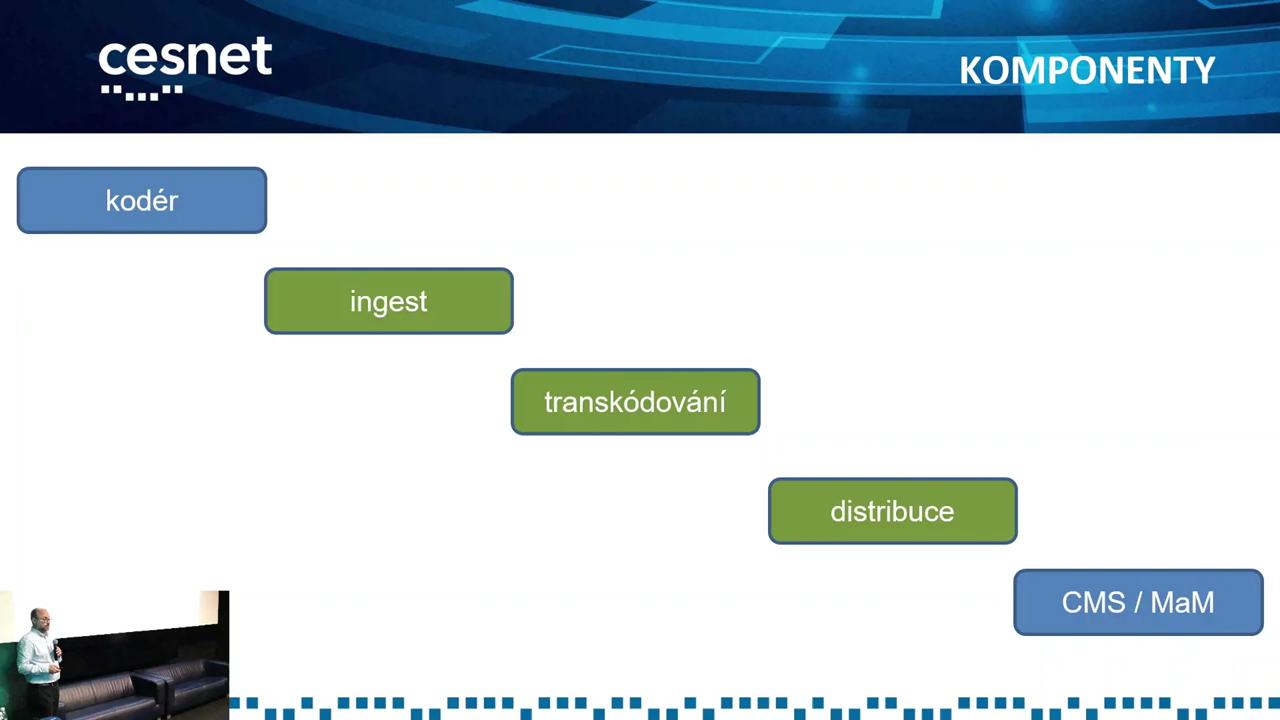 cesnet
KOMPONENTY
kodér
ingest
transkódování
distribuce
CMS / MaM